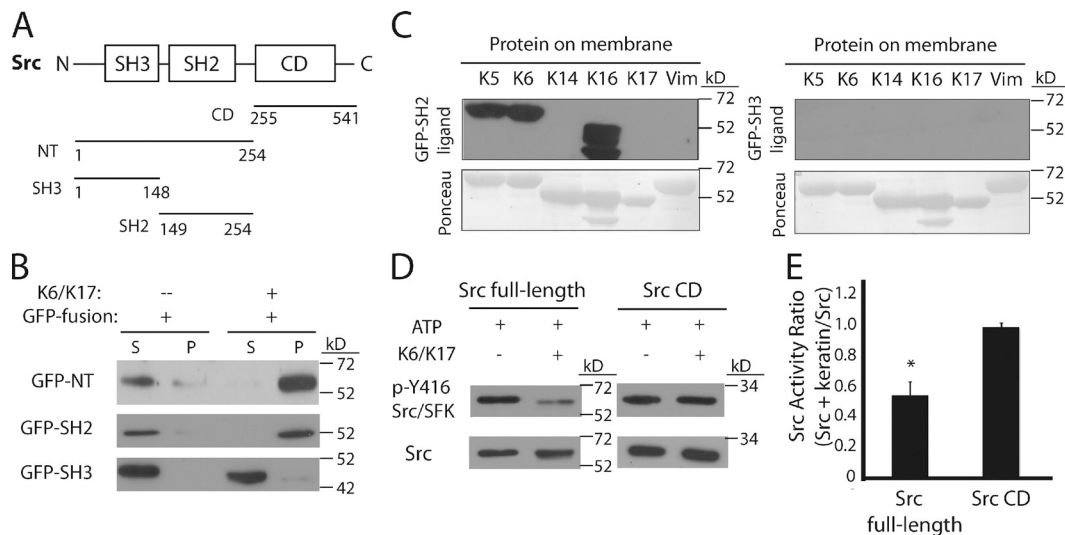 A
Src N SH3 SH2 CD C
CD 255 541
NT 1 254
SH3 1 148
SH2 149 254
B
K6/K17: -- +
GFP-fusion: + +
S P S P kD
GFP-NT 72 52
GFP-SH2 52
GFP-SH3 52 42
C
Protein on membrane
K5 K6 K14 K16 K17 Vim kD
GFP-SH2 ligand 72 52
Ponceau 72 52
Protein on membrane
K5 K6 K14 K16 K17 Vim kD
GFP-SH3 ligand 72 52
Ponceau 72 52
D
Src full-length Src CD
ATP + + + +
K6/K17 - + kD - + kD
p-Y416 Src/SFK 72 52 34
Src 72 52 34
E
Src Activity Ratio
(Src + keratin/Src)
1.2
1.0
0.8
0.6
0.4
0.2
0
*
Src full-length
Src CD